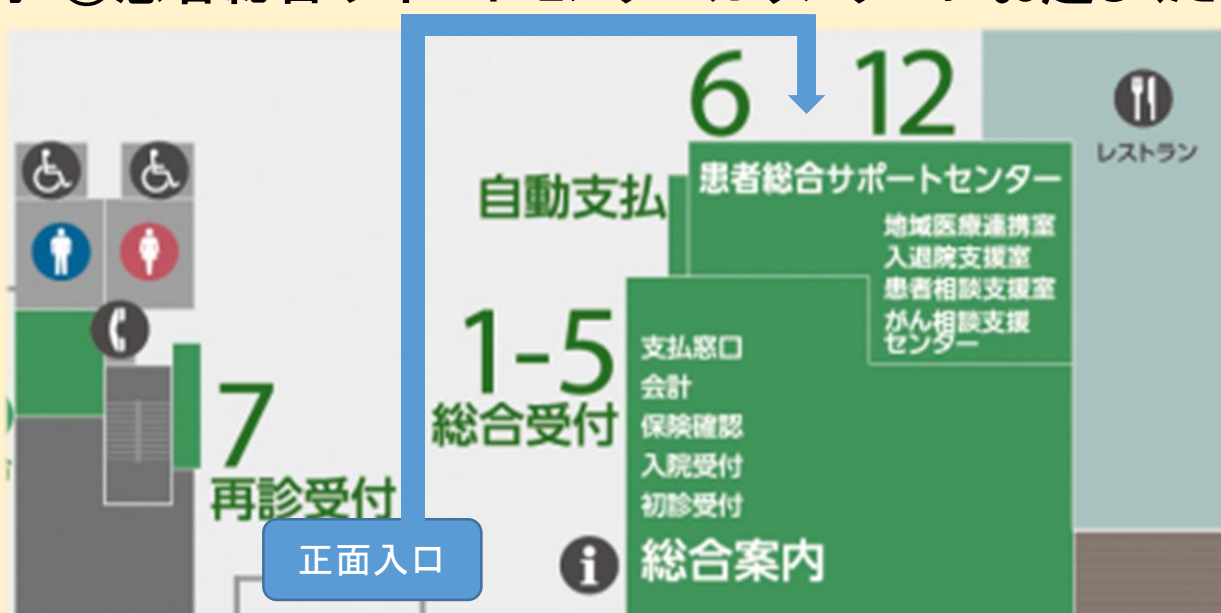 6
12
レストラン
患者総合サポートセンター
自動支払
地域医療連携室
入退院支援室
患者相談支援室
がん相談支援
センター
1-5
総合受付
支払窓口
会計
保険確認
入院受付
初診受付
7
再診受付
正面入口
総合案内